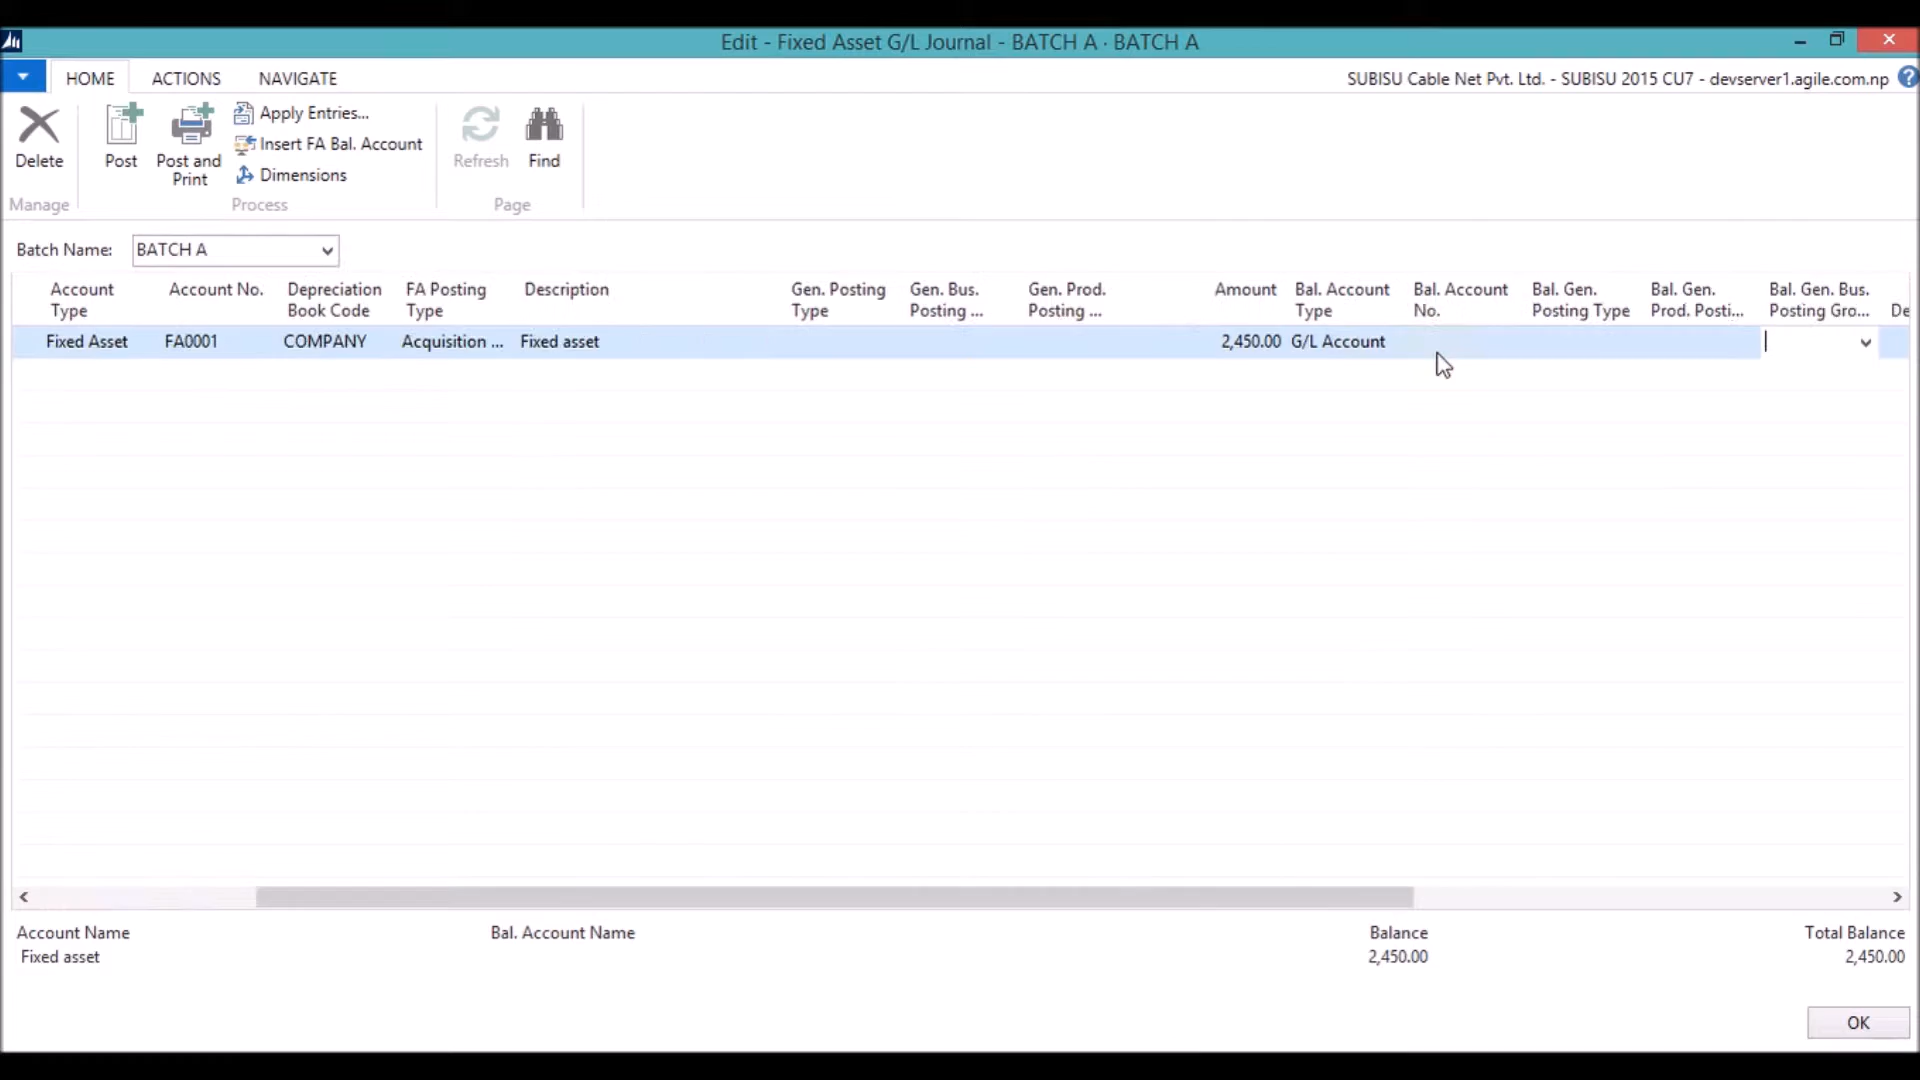 Edit - Fixed Asset G/L Journal - BATCH A · BATCH A
HOME ACTIONS NAVIGATE SUBISU Cable Net Pvt. Ltd. - SUBISU 2015 CU7 - devserver1.agile.com.np ?
Delete
Post
Post and
Print
Apply Entries...
Insert FA Bal. Account
Dimensions
Refresh
Find
Manage Process Page
Batch Name: BATCH A
Account
Type
Account No.
Depreciation
Book Code
FA Posting
Type
Description
Gen. Posting
Type
Gen. Bus.
Posting ...
Gen. Prod.
Posting ...
Amount
Bal. Account
Type
Bal. Account
No.
Bal. Gen.
Posting Type
Bal. Gen.
Prod. Posti...
Bal. Gen. Bus.
Posting Gro...
De
Fixed Asset FA0001 COMPANY Acquisition ... Fixed asset 2,450.00 G/L Account
Account Name Bal. Account Name Balance Total Balance
Fixed asset 2,450.00 2,450.00
OK